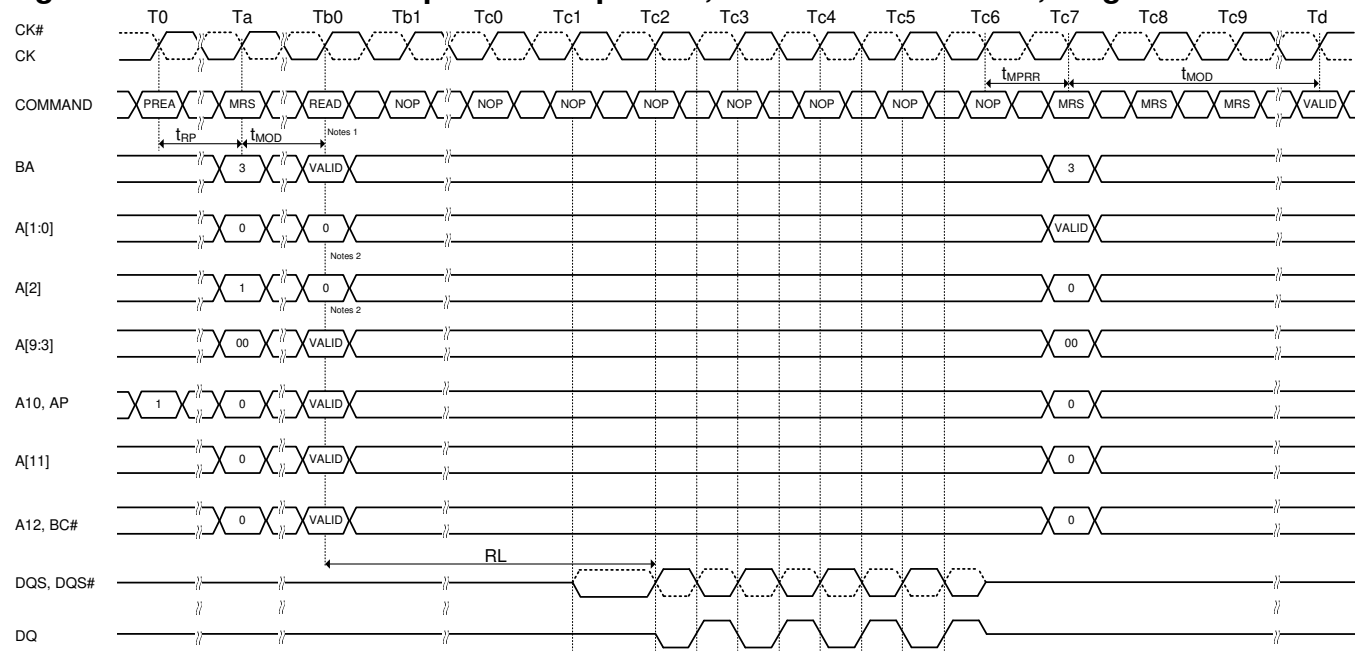 T0 Ta Tb0 Tb1 Tc0 Tc1 Tc2 Tc3 Tc4 Tc5 Tc6 Tc7 Tc8 Tc9 Td
CK#
CK
tMPRR tMOD
COMMAND PREA MRS READ NOP NOP NOP NOP NOP NOP NOP NOP MRS MRS MRS VALID
tRP tMOD Notes 1
BA 3 VALID 3
A[1:0] 0 0 VALID
Notes 2
A[2] 1 0 0
Notes 2
A[9:3] 00 VALID 00
A10, AP 1 0 VALID 0
A[11] 0 VALID 0
A12, BC# 0 VALID 0
RL
DQS, DQS#
DQ